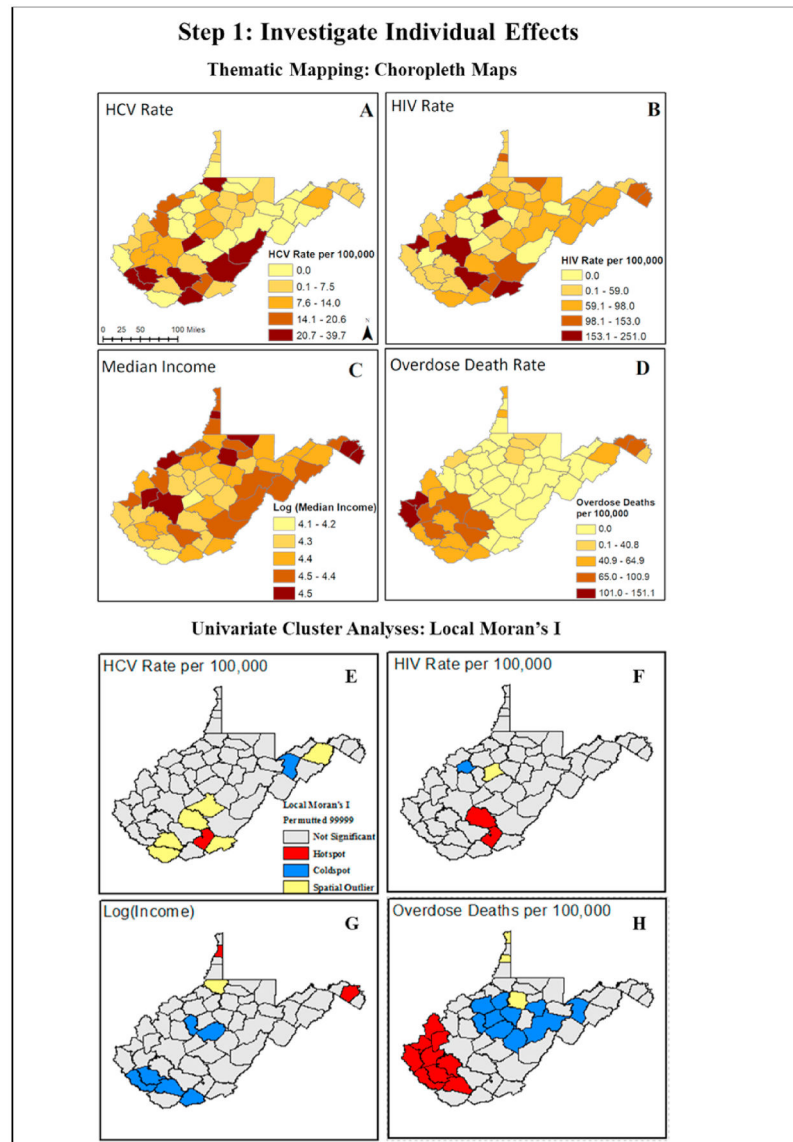 Step 1: Investigate Individual Effects
Thematic Mapping: Choropleth Maps
HCV Rate
A
HCV Rate per 100,000
0.0
0.1 - 7.5
7.6 - 14.0
14.1 - 20.6
20.7 - 39.7
0 25 50 100 Miles
N
HIV Rate
B
HIV Rate per 100,000
0.0
0.1 - 59.0
59.1 - 98.0
98.1 - 153.0
153.1 - 251.0
Median Income
C
Log (Median Income)
4.1 - 4.2
4.3
4.4
4.5 - 4.4
4.5
Overdose Death Rate
D
Overdose Deaths
per 100,000
0.0
0.1 - 40.8
40.9 - 64.9
65.0 - 100.9
101.0 - 151.1
Univariate Cluster Analyses: Local Moran's I
HCV Rate per 100,000
E
Local Moran's I
Permutted 99999
Not Significant
Hotspot
Coldspot
Spatial Outlier
HIV Rate per 100,000
F
Log(Income)
G
Overdose Deaths per 100,000
H